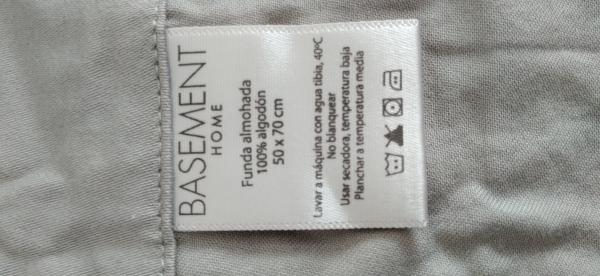 BASEMENT
HOME
Funda almohada
100% algodón
50 x 70 cm
Lavar a máquina con agua tibia, 40ºC
No blanquear
Usar secadora, temperatura baja
Planchar a temperatura media